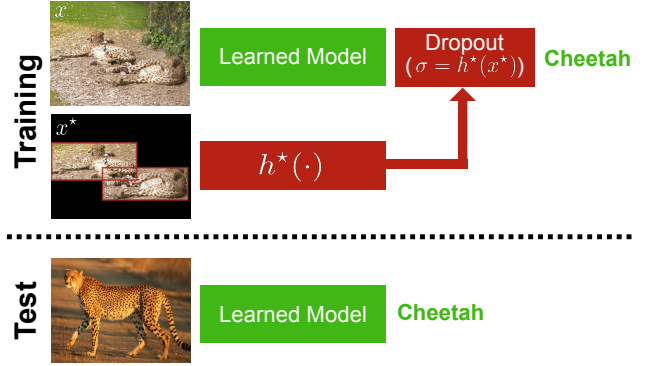 Training
x
Learned Model
Dropout
( σ = h⋆(x⋆))
Cheetah
x⋆
h⋆(·)
Test
Learned Model
Cheetah